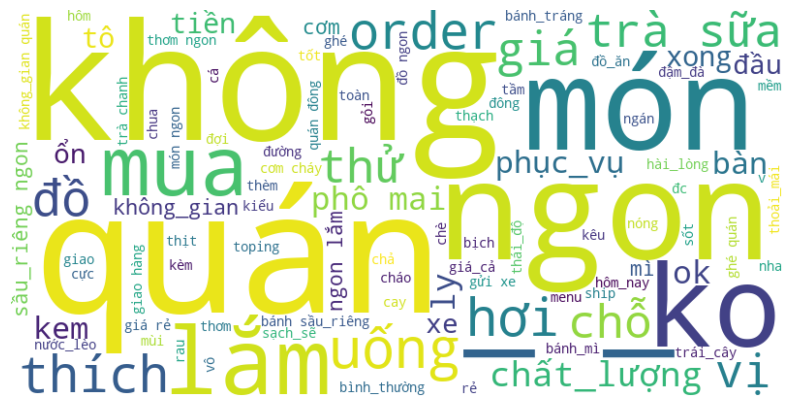 hôm
tiền
cơm
order
giá
trà sữa
bánh_tráng
không_gian quán
tô
thơm ngon
tốt
ghé
đồ ngon
đồ_ăn
xong
đậm_đà
đầu
không
món
cá
toàn
gỏi
tầm
đông
mềm
trà chanh
chua
quán đông
thạch
ngán
món ngon
đợi
ổn
mua
cơm cháy
đường
thử
phục_vụ
bàn
hài_lòng
sầu_riêng ngon
đồ
thèm
phô mai
đc
v
thoải_mái
không_gian
kiểu
quán
ngon
chè
nóng
thái_độ
sốt
ghé quán
giao
thịt
toping
ngon lắm
chả
bịch
kêu
cực
giao hàng
kèm
cháo
ly
giá_cả
mì
ok
ko
nha
kem
giá rẻ
thơm
bánh sầu_riêng
cay
xe
gửi xe
hôm_nay
hơi
chỗ
menu
ship
nước_lèo
mùi
rau
lắm
sạch_sẽ
uống
bánh_mì
trái_cây
thích
vô
bình_thường
rẻ
chất_lượng
vị
_ _